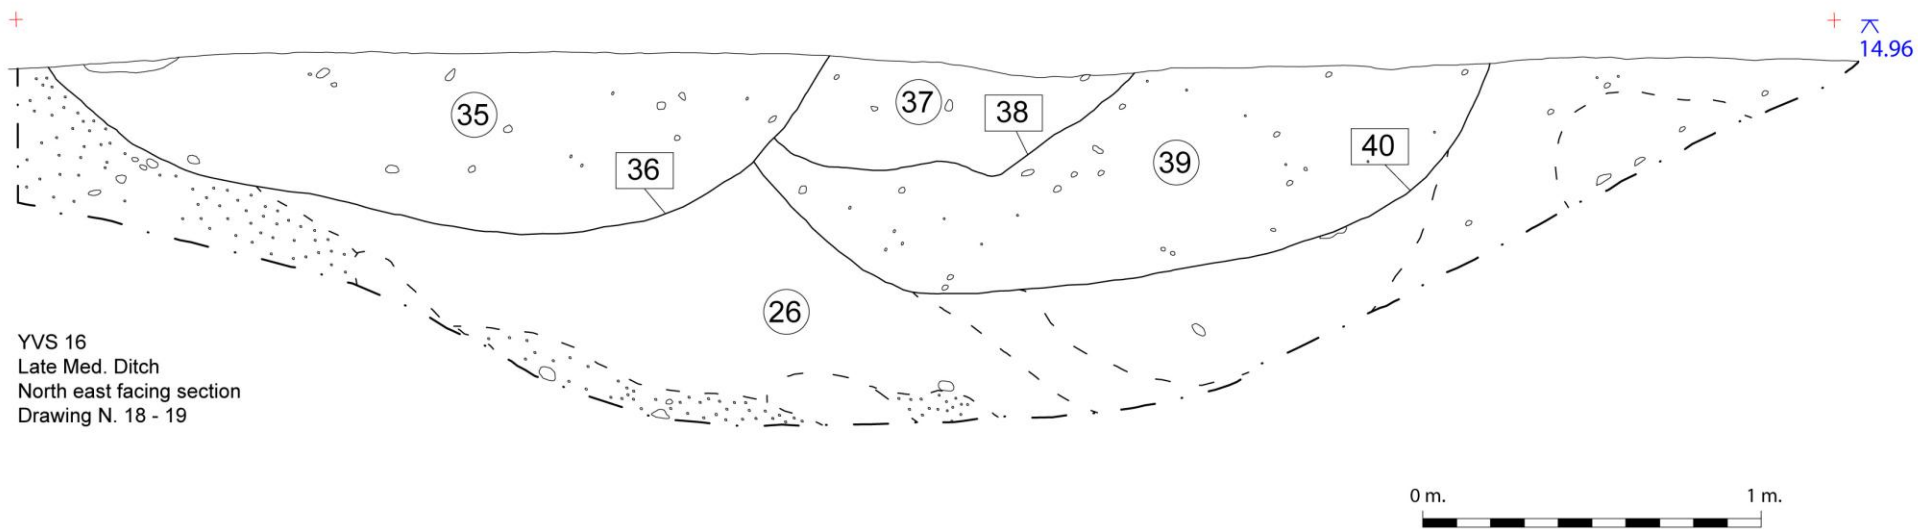 14.96
35
37
38
36
39
40
26
YVS 16
Late Med. Ditch
North east facing section
Drawing N. 18 - 19
0 m.
1 m.